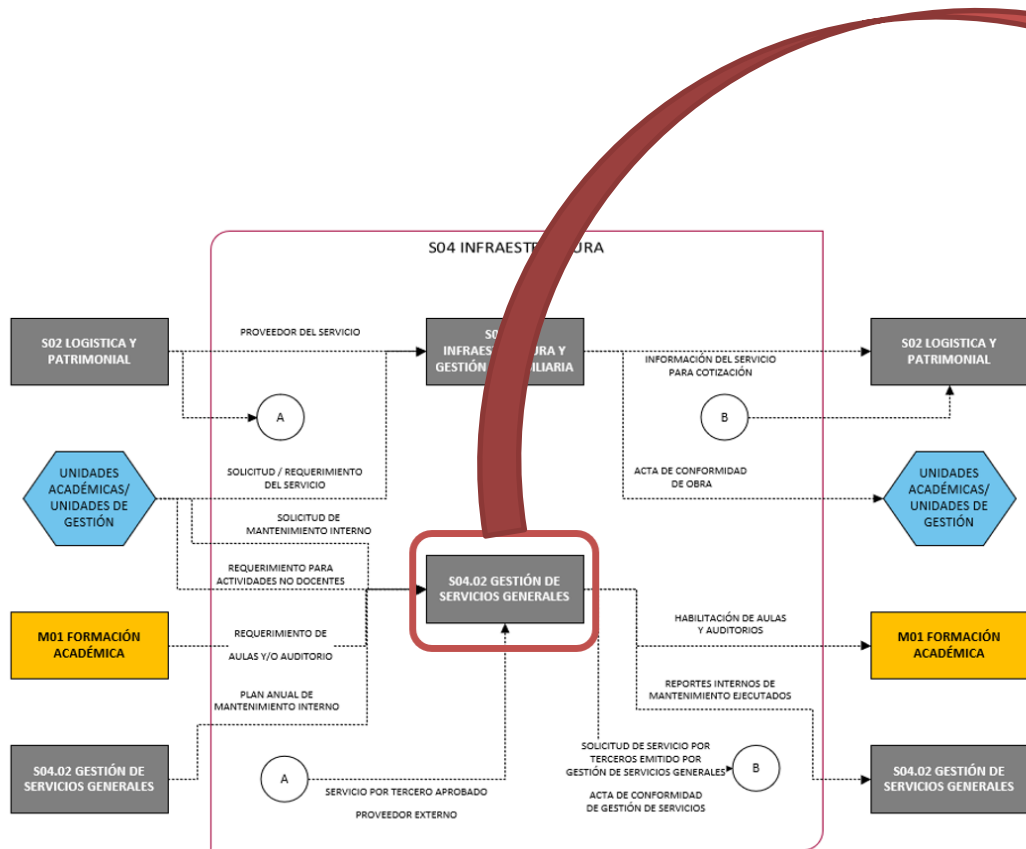 S04 INFRAEST URA
S02 LOGISTICA Y
PATRIMONIAL
PROVEEDOR DEL SERVICIO
S0
INFRAES URA Y
GESTIÓN ILIARIA
INFORMACIÓN DEL SERVICIO
PARA COTIZACIÓN
S02 LOGISTICA Y
PATRIMONIAL
A
B
UNIDADES
ACADÉMICAS/
UNIDADES DE
GESTIÓN
SOLICITUD / REQUERIMIENTO
DEL SERVICIO
ACTA DE CONFORMIDAD
DE OBRA
UNIDADES
ACADÉMICAS/
UNIDADES DE
GESTIÓN
SOLICITUD DE
MANTENIMIENTO INTERNO
REQUERIMIENTO PARA
ACTIVIDADES NO DOCENTES
S04.02 GESTIÓN DE
SERVICIOS GENERALES
M01 FORMACIÓN
ACADÉMICA
REQUERIMIENTO DE
AULAS Y/O AUDITORIO
HABILITACIÓN DE AULAS
Y AUDITORIOS
M01 FORMACIÓN
ACADÉMICA
PLAN ANUAL DE
MANTENIMIENTO INTERNO
REPORTES INTERNOS DE
MANTENIMIENTO EJECUTADOS
S04.02 GESTIÓN DE
SERVICIOS GENERALES
A
SERVICIO POR TERCERO APROBADO
PROVEEDOR EXTERNO
SOLICITUD DE SERVICIO POR
TERCEROS EMITIDO POR
GESTIÓN DE SERVICIOS GENERALES
ACTA DE CONFORMIDAD
DE GESTIÓN DE SERVICIOS
B
S04.02 GESTIÓN DE
SERVICIOS GENERALES